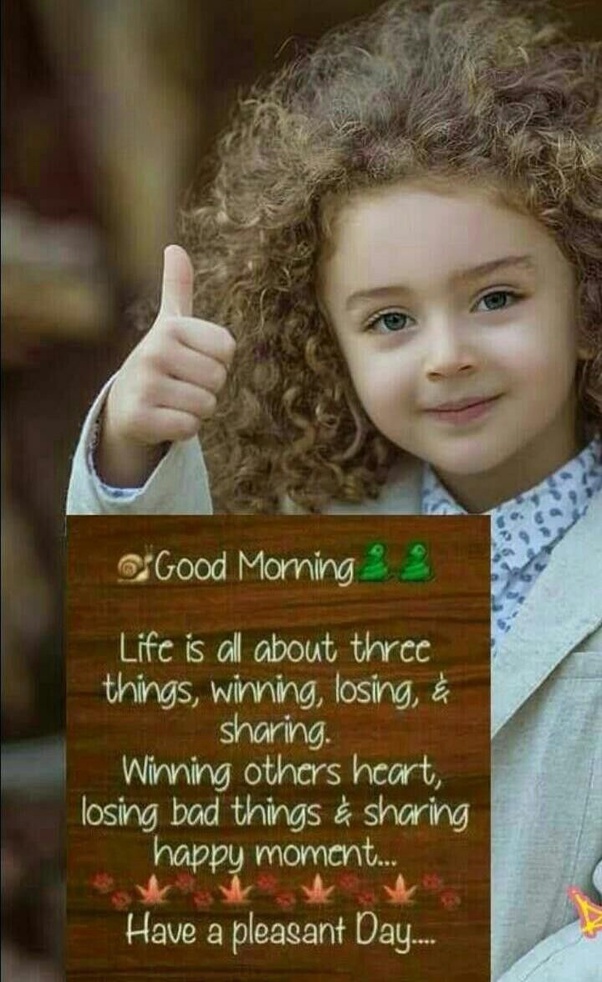 Good Morning
Life is all about three
things, winning, losing, &
sharing.
Winning others heart,
losing bad things & sharing
happy moment...
Have a pleasant Day....